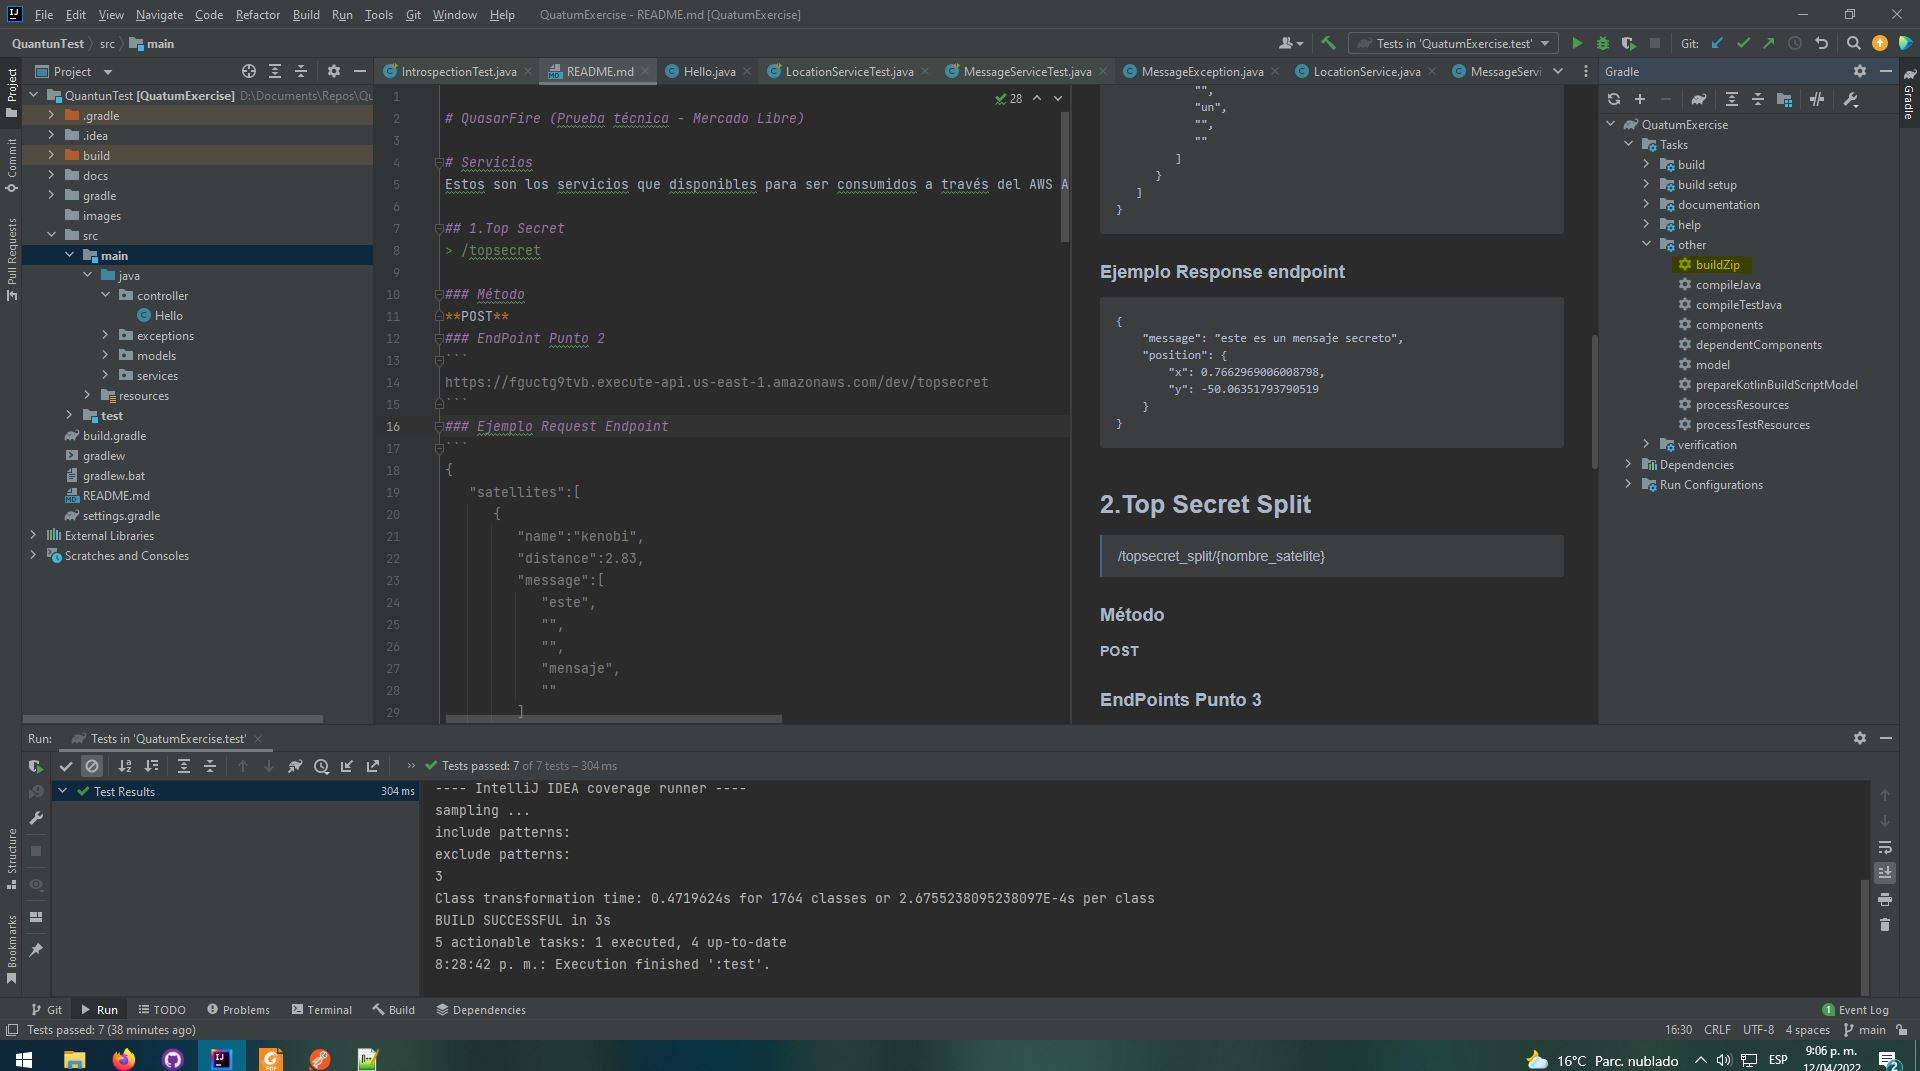 File Edit View Navigate Code Refactor Build Run Tools Git Window Help QuatumExercise - README.md [QuatumExercise]
QuantunTest src main Tests in 'QuatumExercise.test' Git:
Project IntrospectionTest.java README.md Hello.java LocationServiceTest.java MessageServiceTest.java MessageException.java LocationService.java MessageServi Gradle
Project
Commit
Pull Requests
Structure
Bookmarks
QuantunTest [QuatumExercise] D:\Documents\Repos\Qu
.gradle
.idea
build
docs
gradle
images
src
main
java
controller
Hello
exceptions
models
services
resources
test
build.gradle
gradlew
gradlew.bat
README.md
settings.gradle
External Libraries
Scratches and Consoles
28
1
2 # QuasarFire (Prueba técnica - Mercado Libre)
3
4 # Servicios
5 Estos son los servicios que disponibles para ser consumidos a través del AWS A
6
7 ## 1.Top Secret
8 > /topsecret
9
10 ### Método
11 **POST**
12 ### EndPoint Punto 2
13 ```
14 https://fguctg9tvb.execute-api.us-east-1.amazonaws.com/dev/topsecret
15 ```
16 ### Ejemplo Request Endpoint
17 ```
18 {
19 "satellites":[
20 {
21 "name":"kenobi",
22 "distance":2.83,
23 "message":[
24 "este",
25 "",
26 "",
27 "mensaje",
28 ""
29 ]
"",
"un",
"",
""
]
}
]
}
Ejemplo Response endpoint
{
"message": "este es un mensaje secreto",
"position": {
"x": 0.7662969006008798,
"y": -50.06351793790519
}
}
2.Top Secret Split
/topsecret_split/{nombre_satelite}
Método
POST
EndPoints Punto 3
Gradle
QuatumExercise
Tasks
build
build setup
documentation
help
other
buildZip
compileJava
compileTestJava
components
dependentComponents
model
prepareKotlinBuildScriptModel
processResources
processTestResources
verification
Dependencies
Run Configurations
Run: Tests in 'QuatumExercise.test'
Tests passed: 7 of 7 tests – 304 ms
Test Results 304 ms
---- IntelliJ IDEA coverage runner ----
sampling ...
include patterns:
exclude patterns:
3
Class transformation time: 0.4719624s for 1764 classes or 2.6755238095238097E-4s per class
BUILD SUCCESSFUL in 3s
5 actionable tasks: 1 executed, 4 up-to-date
8:28:42 p. m.: Execution finished ':test'.
Git Run TODO Problems Terminal Build Dependencies 1 Event Log
Tests passed: 7 (38 minutes ago) 16:30 CRLF UTF-8 4 spaces main
16°C Parc. nublado ESP 9:06 p. m.
12/04/2022 2